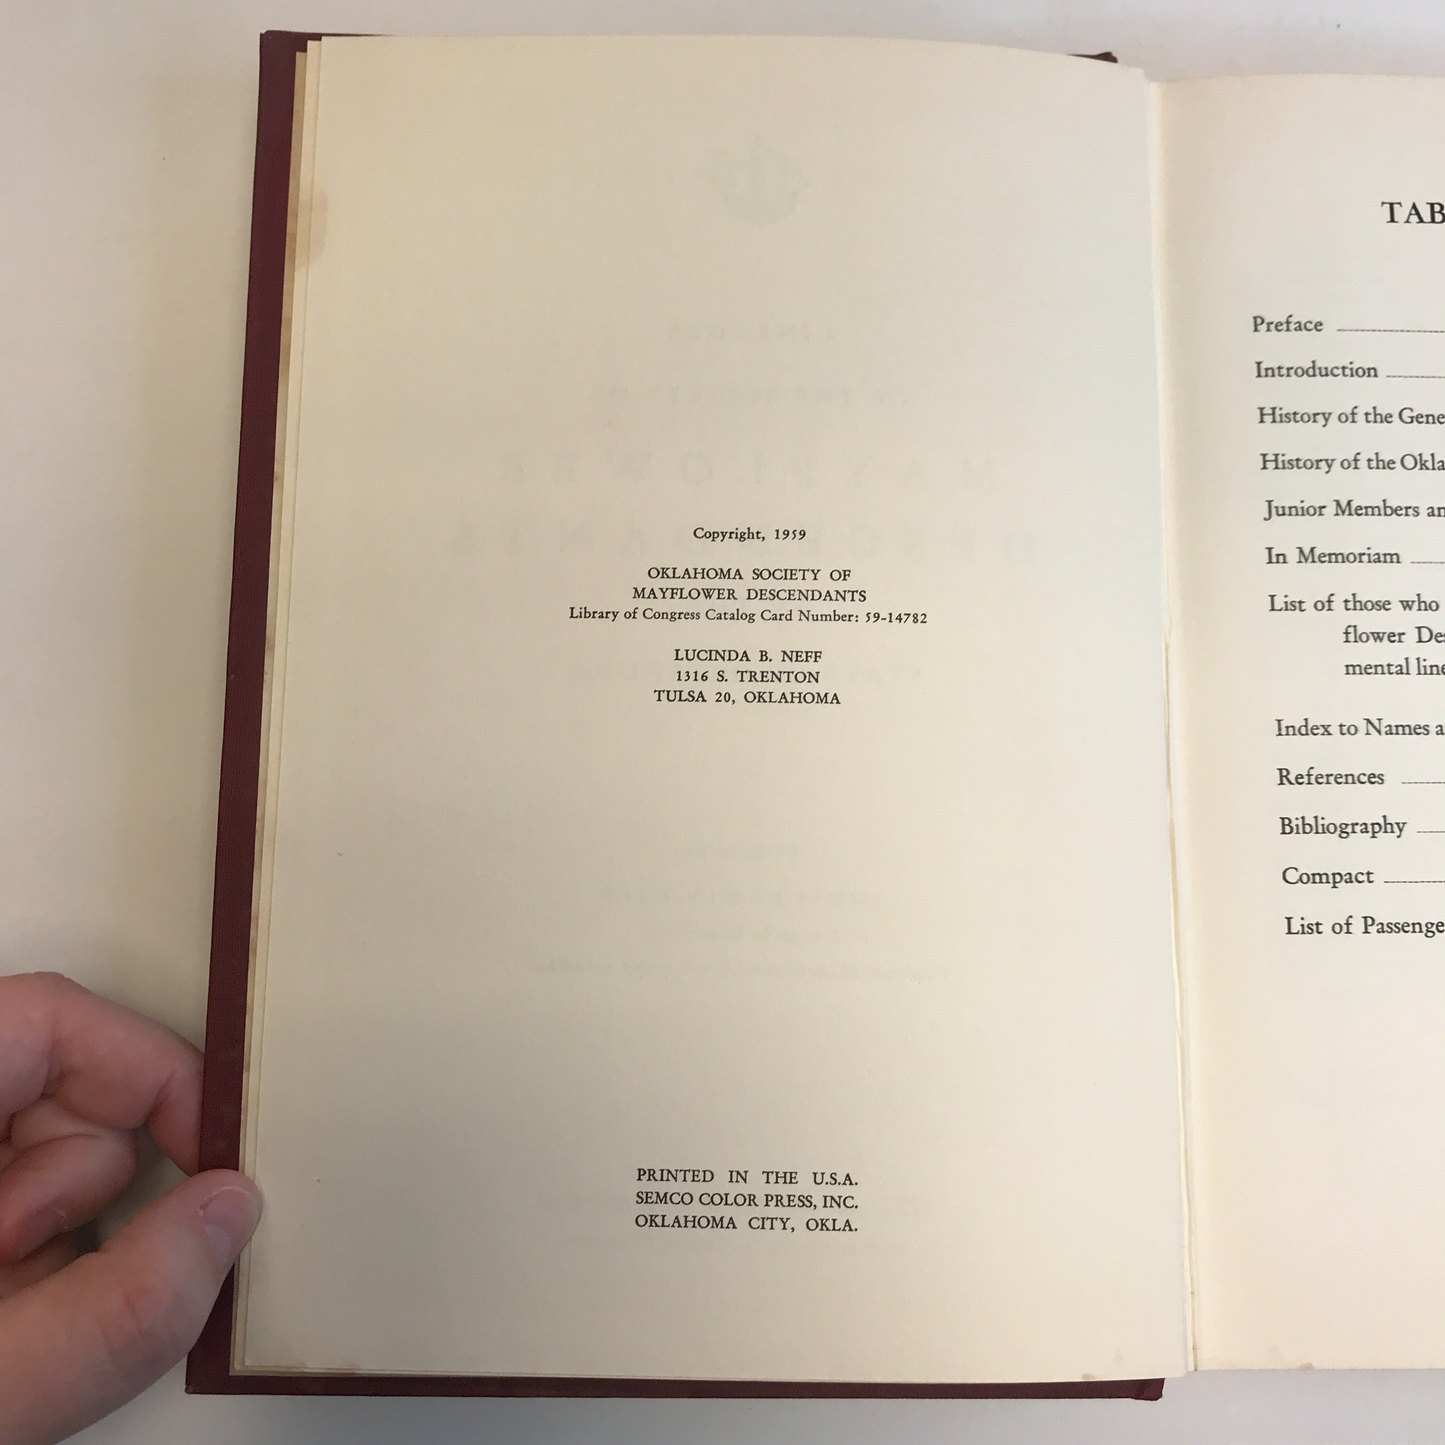 Copyright, 1959
OKLAHOMA SOCIETY OF
MAYFLOWER DESCENDANTS
Library of Congress Catalog Card Number: 59-14782
LUCINDA B. NEFF
1316 S. TRENTON
TULSA 20, OKLAHOMA
PRINTED IN THE U.S.A.
SEMCO COLOR PRESS, INC.
OKLAHOMA CITY, OKLA.
TAB
Preface
Introduction
History of the Gene
History of the Okla
Junior Members an
In Memoriam
List of those who
flower Des
mental line
Index to Names a
References
Bibliography
Compact
List of Passenge